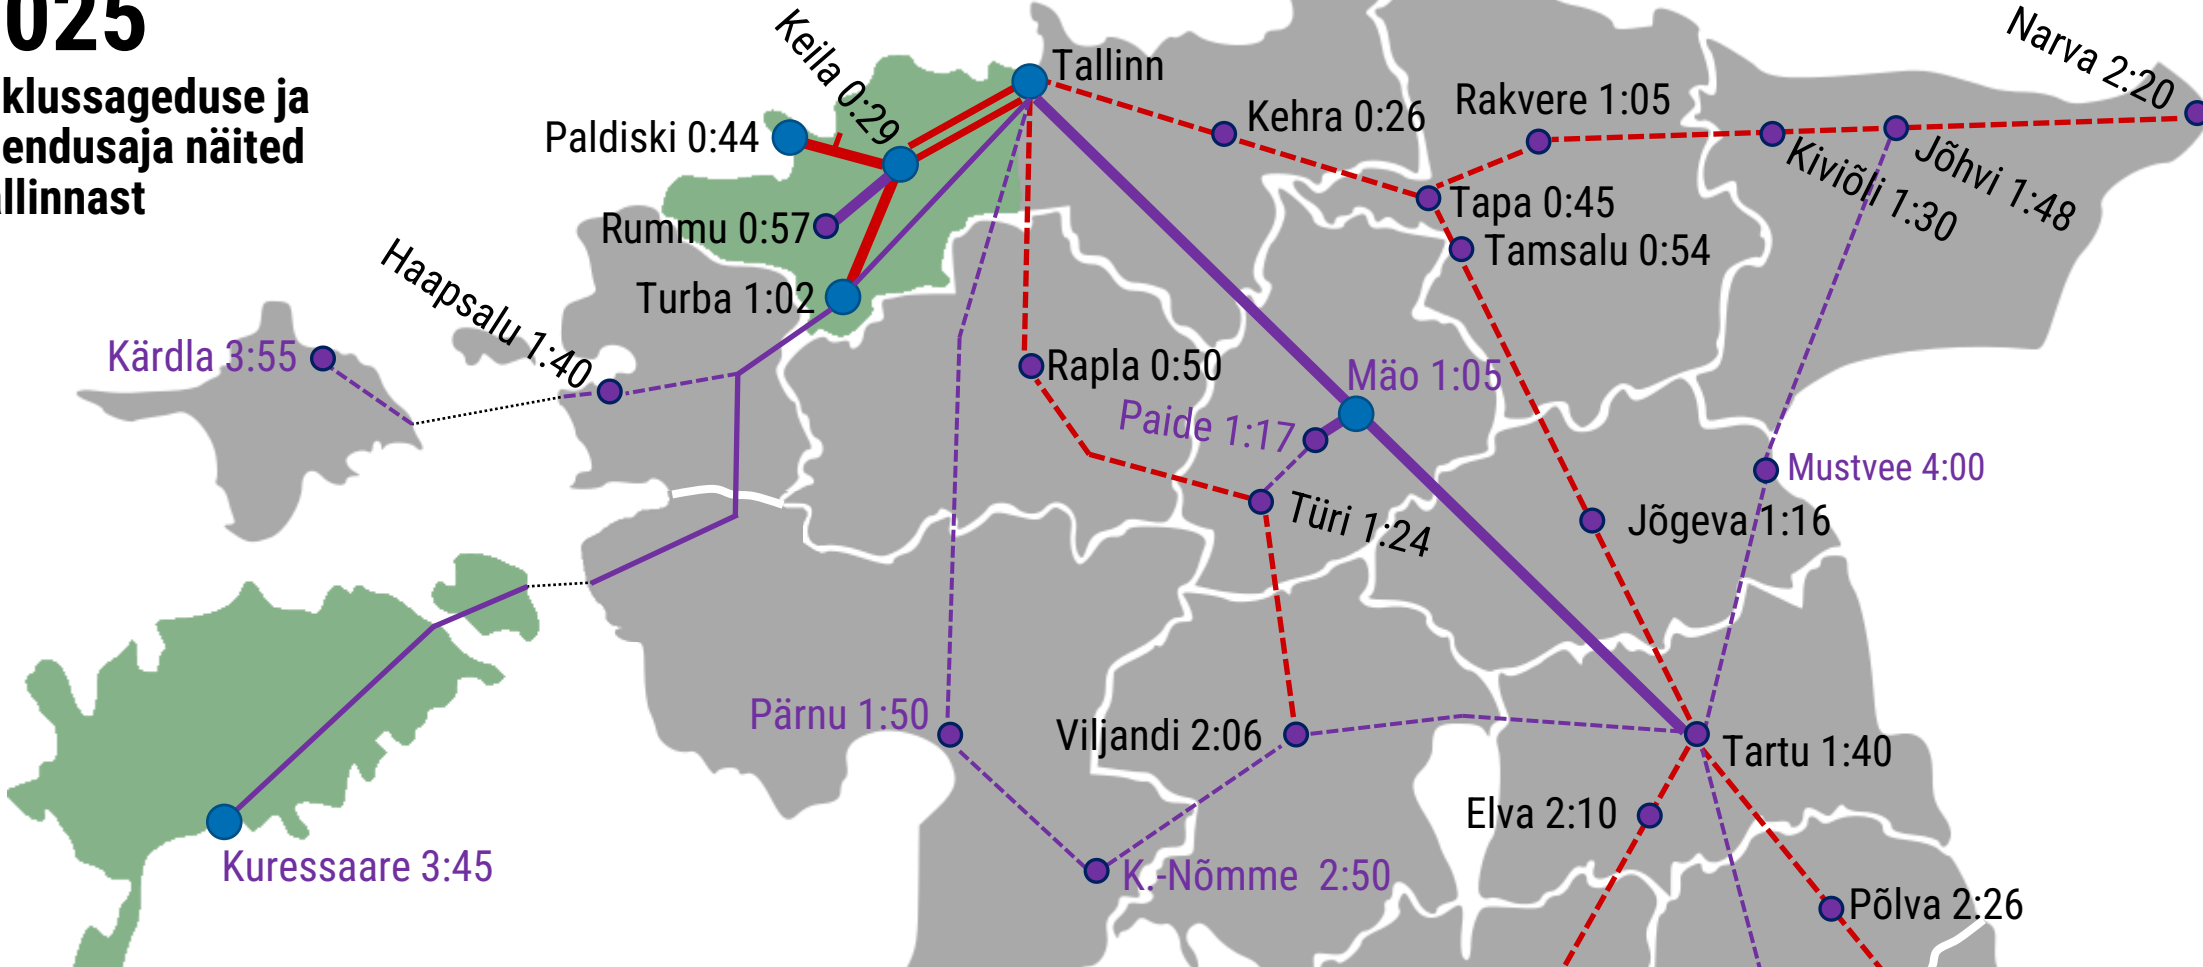 025
klussageduse ja
endusaja näited
allinnast
Keila 0:29
Tallinn
Narva 2:20
Paldiski 0:44
Kehra 0:26
Rakvere 1:05
Kiviõli 1:30
Jõhvi 1:48
Rummu 0:57
Tapa 0:45
Tamsalu 0:54
Haapsalu 1:40
Turba 1:02
Kärdla 3:55
Rapla 0:50
Mäo 1:05
Paide 1:17
Mustvee 4:00
Türi 1:24
Jõgeva 1:16
Pärnu 1:50
Viljandi 2:06
Tartu 1:40
Elva 2:10
Kuressaare 3:45
K.-Nõmme 2:50
Põlva 2:26